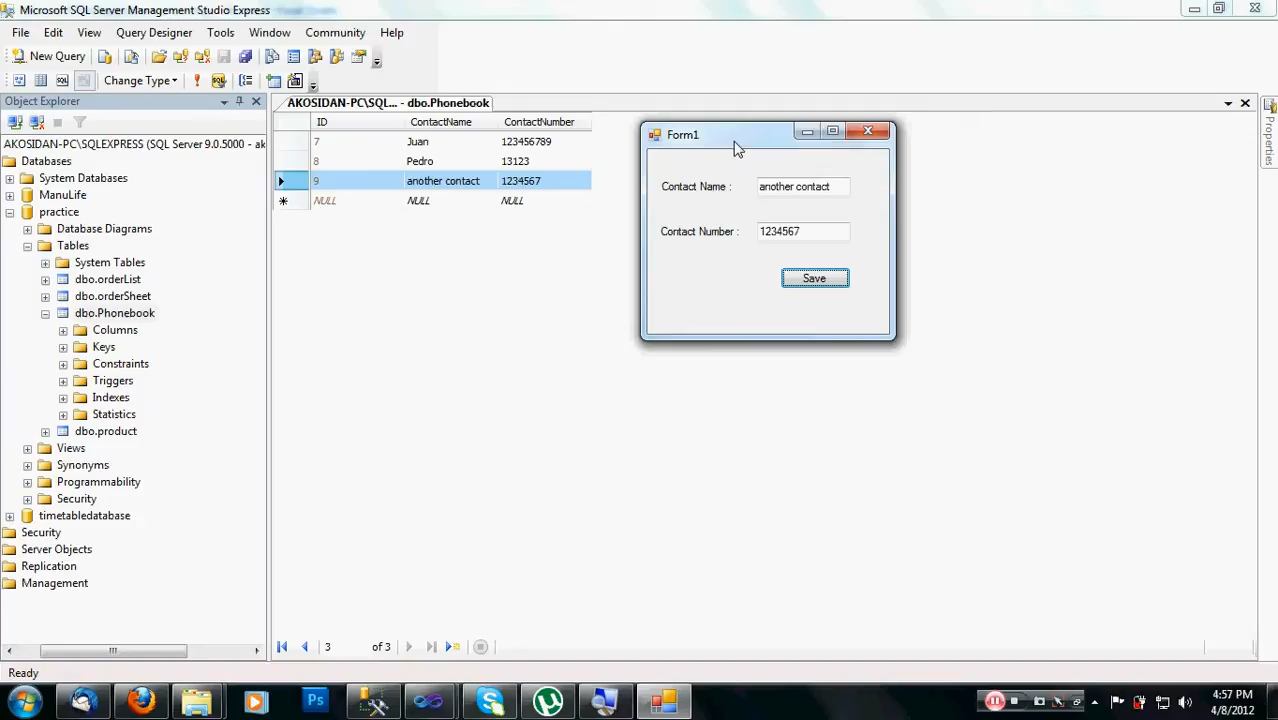 Microsoft SQL Server Management Studio Express
File Edit View Query Designer Tools Window Community Help
New Query
Change Type
Object Explorer
AKOSIDAN-PC\SQL... - dbo.Phonebook
AKOSIDAN-PC\SQLEXPRESS (SQL Server 9.0.5000 - ak
Databases
System Databases
ManuLife
practice
Database Diagrams
Tables
System Tables
dbo.orderList
dbo.orderSheet
dbo.Phonebook
Columns
Keys
Constraints
Triggers
Indexes
Statistics
dbo.product
Views
Synonyms
Programmability
Security
timetabledatabase
Security
Server Objects
Replication
Management
ID ContactName ContactNumber
7 Juan 123456789
8 Pedro 13123
9 another contact 1234567
NULL NULL NULL
Form1
Contact Name : another contact
Contact Number : 1234567
Save
Properties
3 of 3
Ready
Ps
4:57 PM
4/8/2012